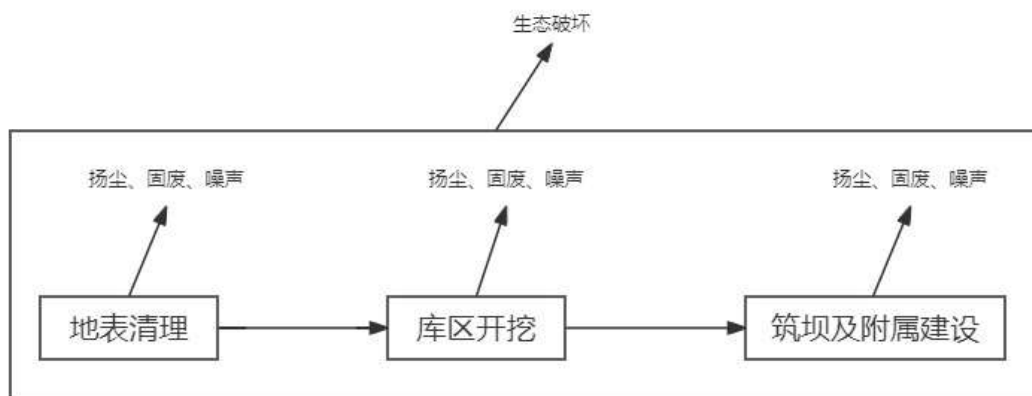 生态破坏
扬尘、固废、噪声
扬尘、固废、噪声
扬尘、固废、噪声
地表清理
库区开挖
筑坝及附属建设